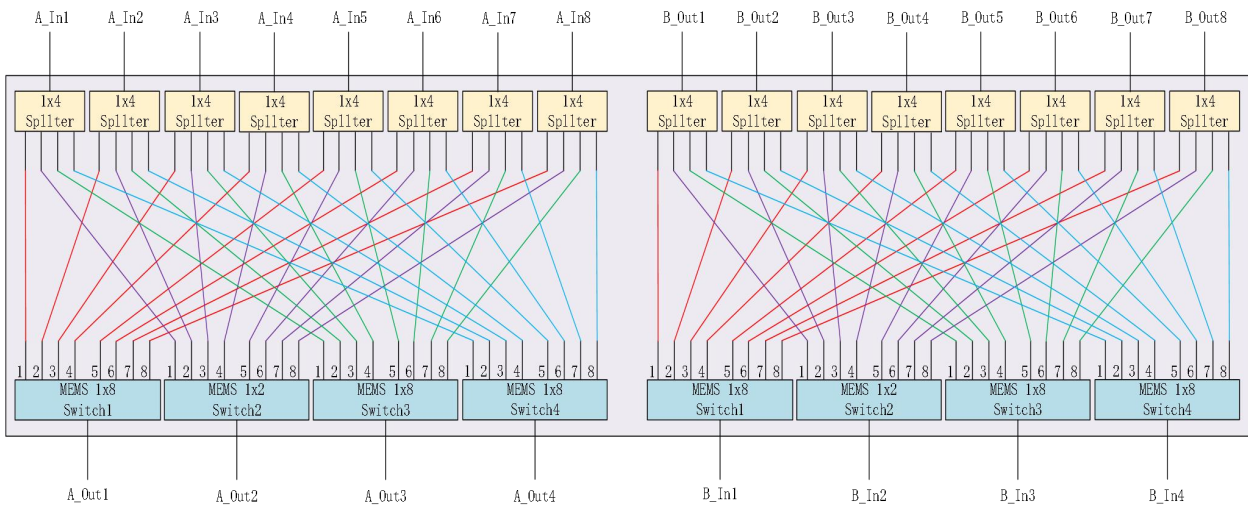 A_In1 A_In2 A_In3 A_In4 A_In5 A_In6 A_In7 A_In8 B_Out1 B_Out2 B_Out3 B_Out4 B_Out5 B_Out6 B_Out7 B_Out8
1x4 1x4 1x4 1x4 1x4 1x4 1x4 1x4 1x4 1x4 1x4 1x4 1x4 1x4 1x4 1x4
Spllter Spllter Spllter Spllter Spllter Spllter Spllter Spllter Spllter Spllter Spllter Spllter Spllter Spllter Spllter Spllter
1 2 3 4 5 6 7 8 1 2 3 4 5 6 7 8 1 2 3 4 5 6 7 8 1 2 3 4 5 6 7 8 1 2 3 4 5 6 7 8 1 2 3 4 5 6 7 8 1 2 3 4 5 6 7 8 1 2 3 4 5 6 7 8
MEMS 1x8 MEMS 1x2 MEMS 1x8 MEMS 1x8 MEMS 1x8 MEMS 1x2 MEMS 1x8 MEMS 1x8
Switch1 Switch2 Switch3 Switch4 Switch1 Switch2 Switch3 Switch4
A_Out1 A_Out2 A_Out3 A_Out4 B_In1 B_In2 B_In3 B_In4